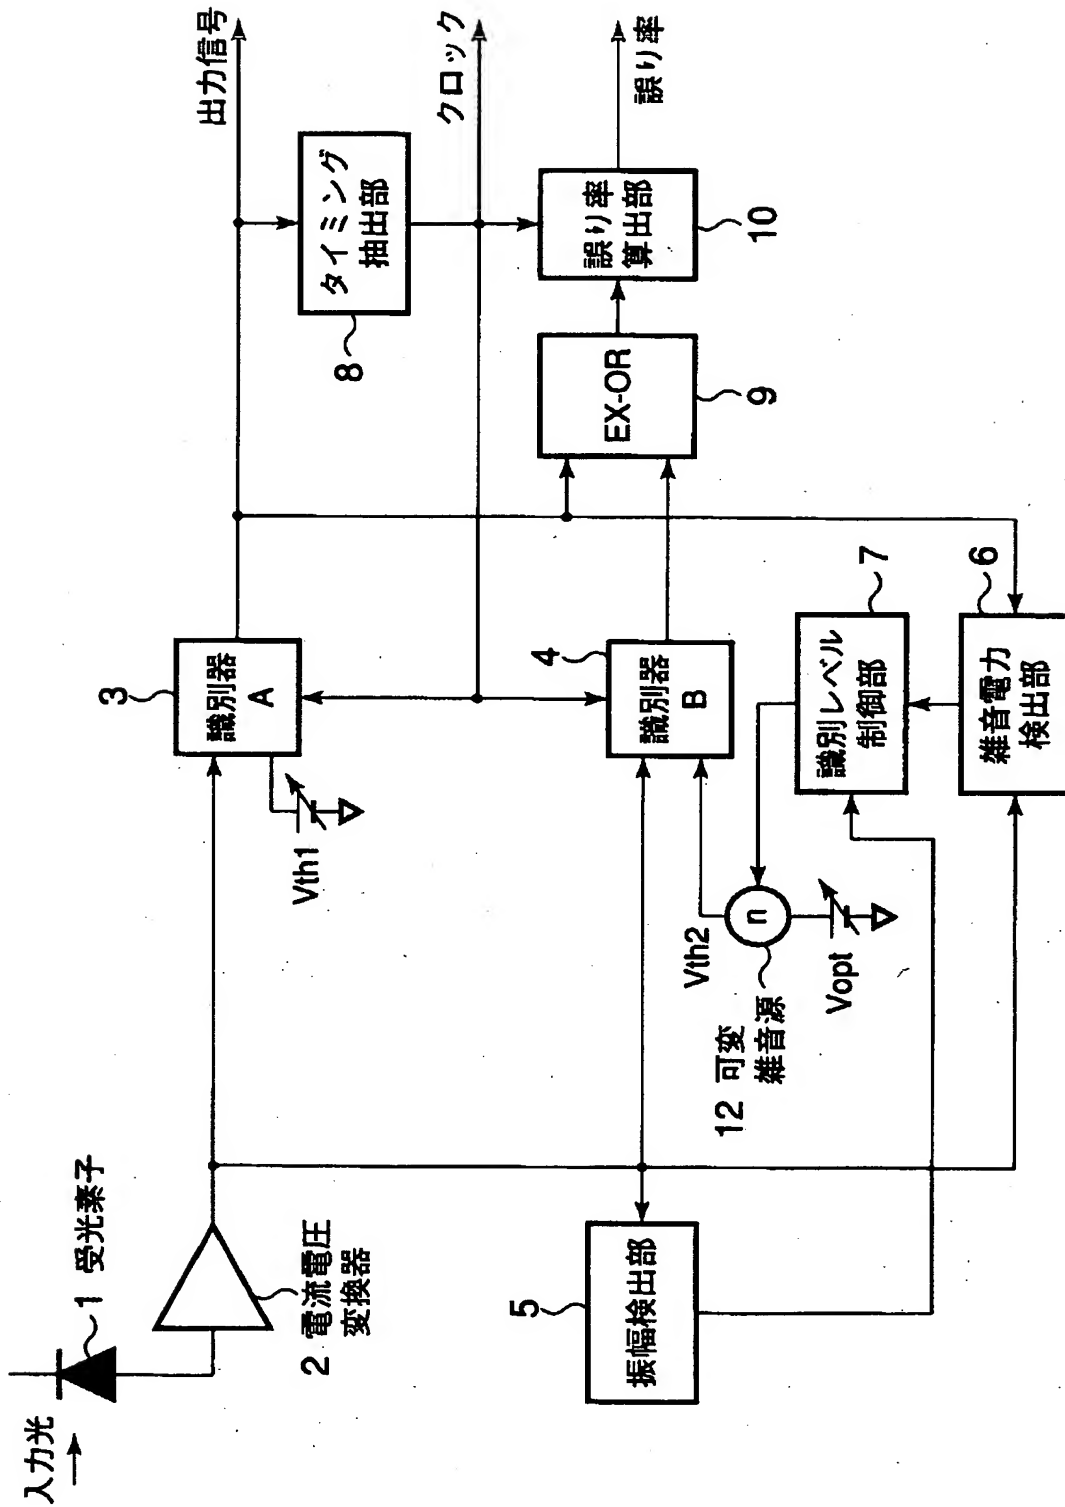 入力光
1 受光素子
2 電流電圧
変換器
3
識別器
A
Vth1
出力信号
タイミング
抽出部
8
クロック
4
識別器
B
EX-OR
9
誤り率
算出部
10
誤り率
5
振幅検出部
Vth2
n
12 可変
雑音源
Vopt
識別レベル
制御部
7
雑音電力
検出部
6